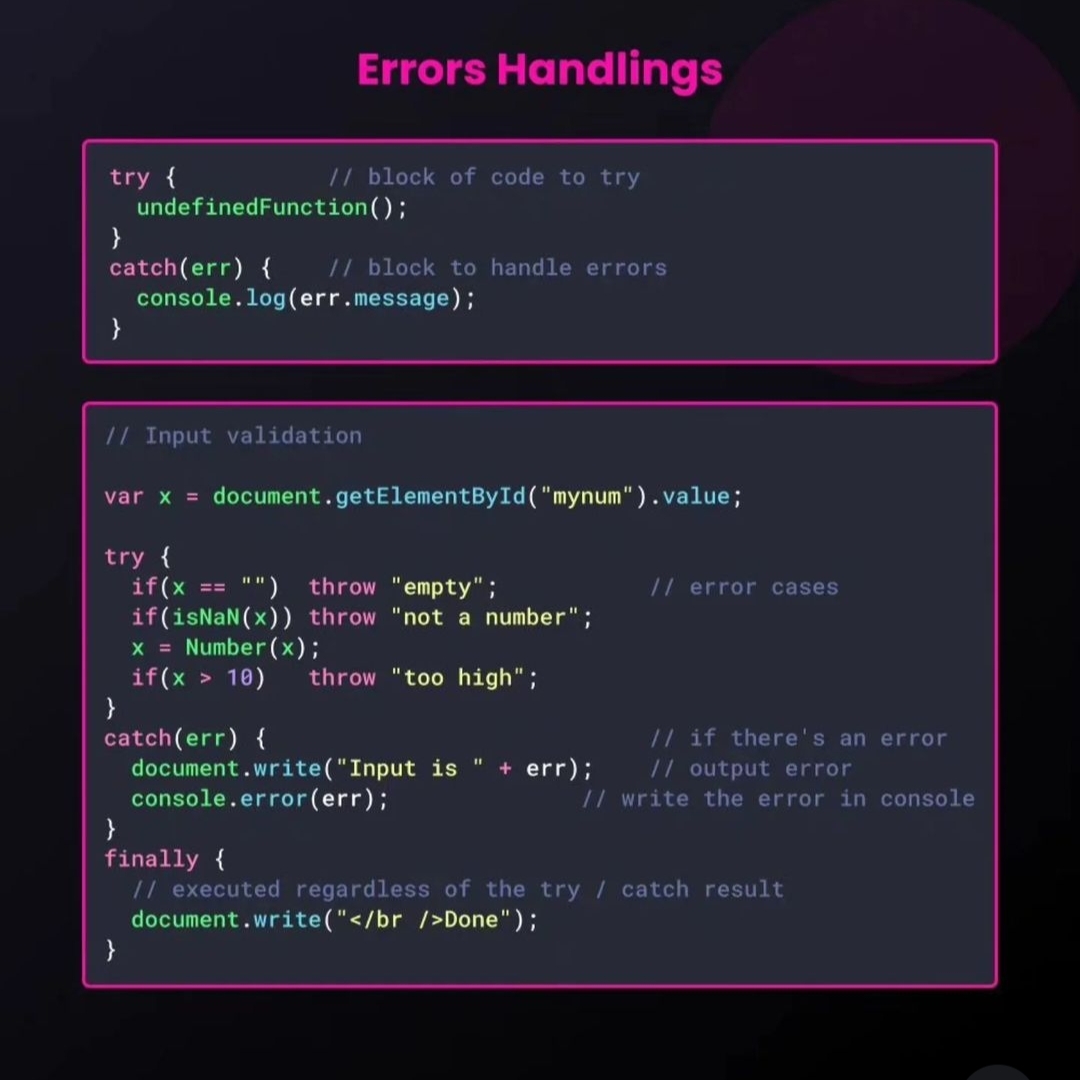 Errors Handlings
try {           // block of code to try
  undefinedFunction();
}
catch(err) {    // block to handle errors
  console.log(err.message);
}
// Input validation
var x = document.getElementById("mynum").value;
try {
  if(x == "")  throw "empty";           // error cases
  if(isNaN(x)) throw "not a number";
  x = Number(x);
  if(x > 10)   throw "too high";
}
catch(err) {                            // if there's an error
  document.write("Input is " + err);    // output error
  console.error(err);              // write the error in console
}
finally {
  // executed regardless of the try / catch result
  document.write("</br />Done");
}